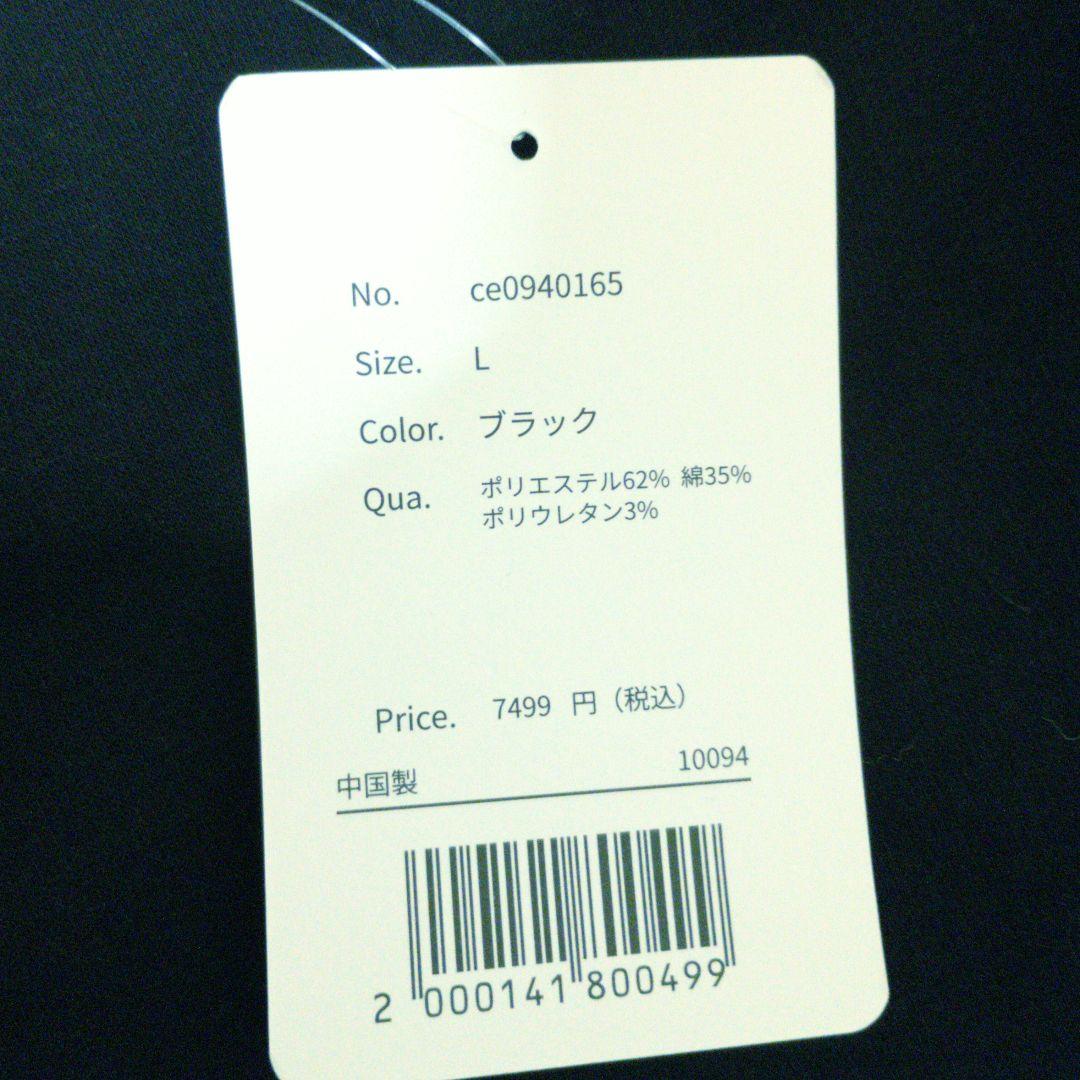 No. ce0940165
Size. L
Color. ブラック
Qua. ポリエステル62% 綿35%
ポリウレタン3%
Price. 7499 円（税込）
中国製 10094
2 000141 800499